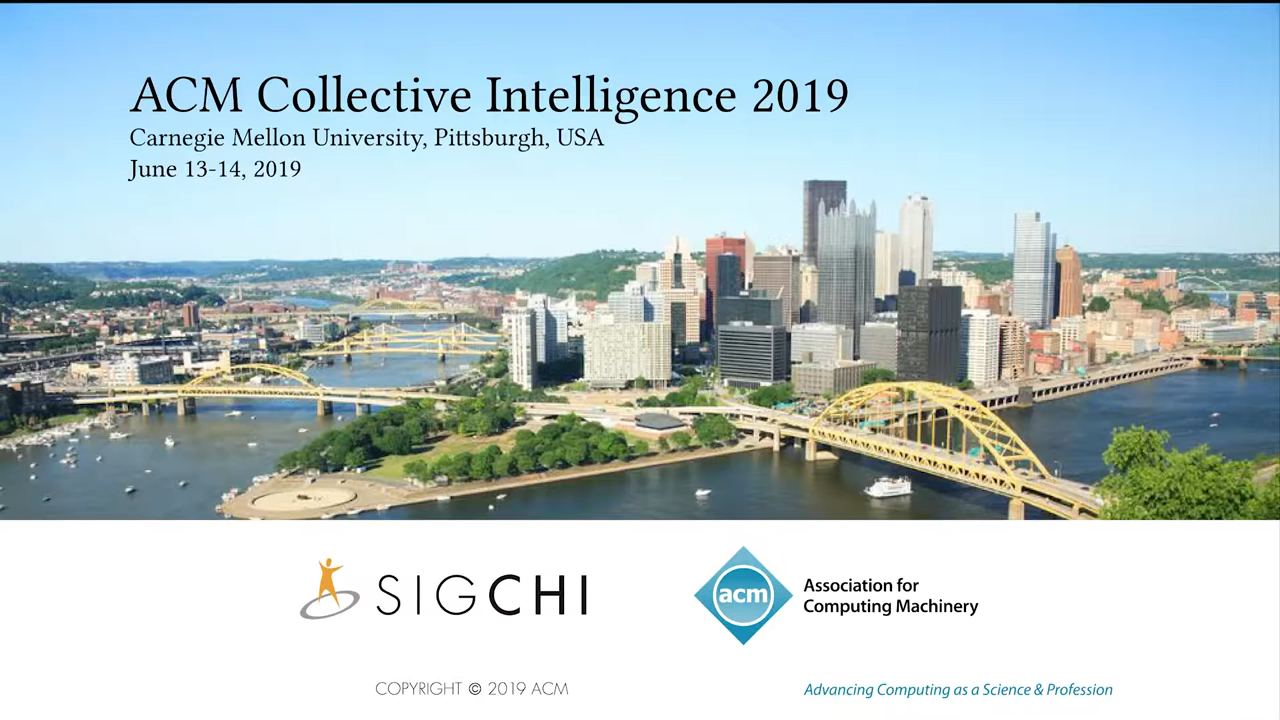 ACM Collective Intelligence 2019
Carnegie Mellon University, Pittsburgh, USA
June 13-14, 2019
SIGCHI
acm
Association for
Computing Machinery
COPYRIGHT © 2019 ACM
Advancing Computing as a Science & Profession